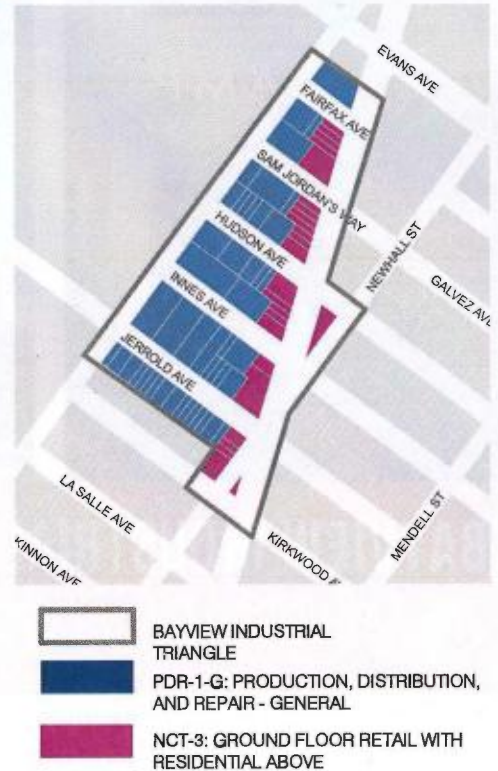 EVANS AVE
FAIRFAX AVE
SAM JORDAN'S WAY
NEWHALL ST
HUDSON AVE
GALVEZ AVE
INNES AVE
JERROLD AVE
LA SALLE AVE
MENDELL ST
KIRKWOOD A
KINNON AVE
BAYVIEW INDUSTRIAL
TRIANGLE
PDR-1-G: PRODUCTION, DISTRIBUTION,
AND REPAIR - GENERAL
NCT-3: GROUND FLOOR RETAIL WITH
RESIDENTIAL ABOVE